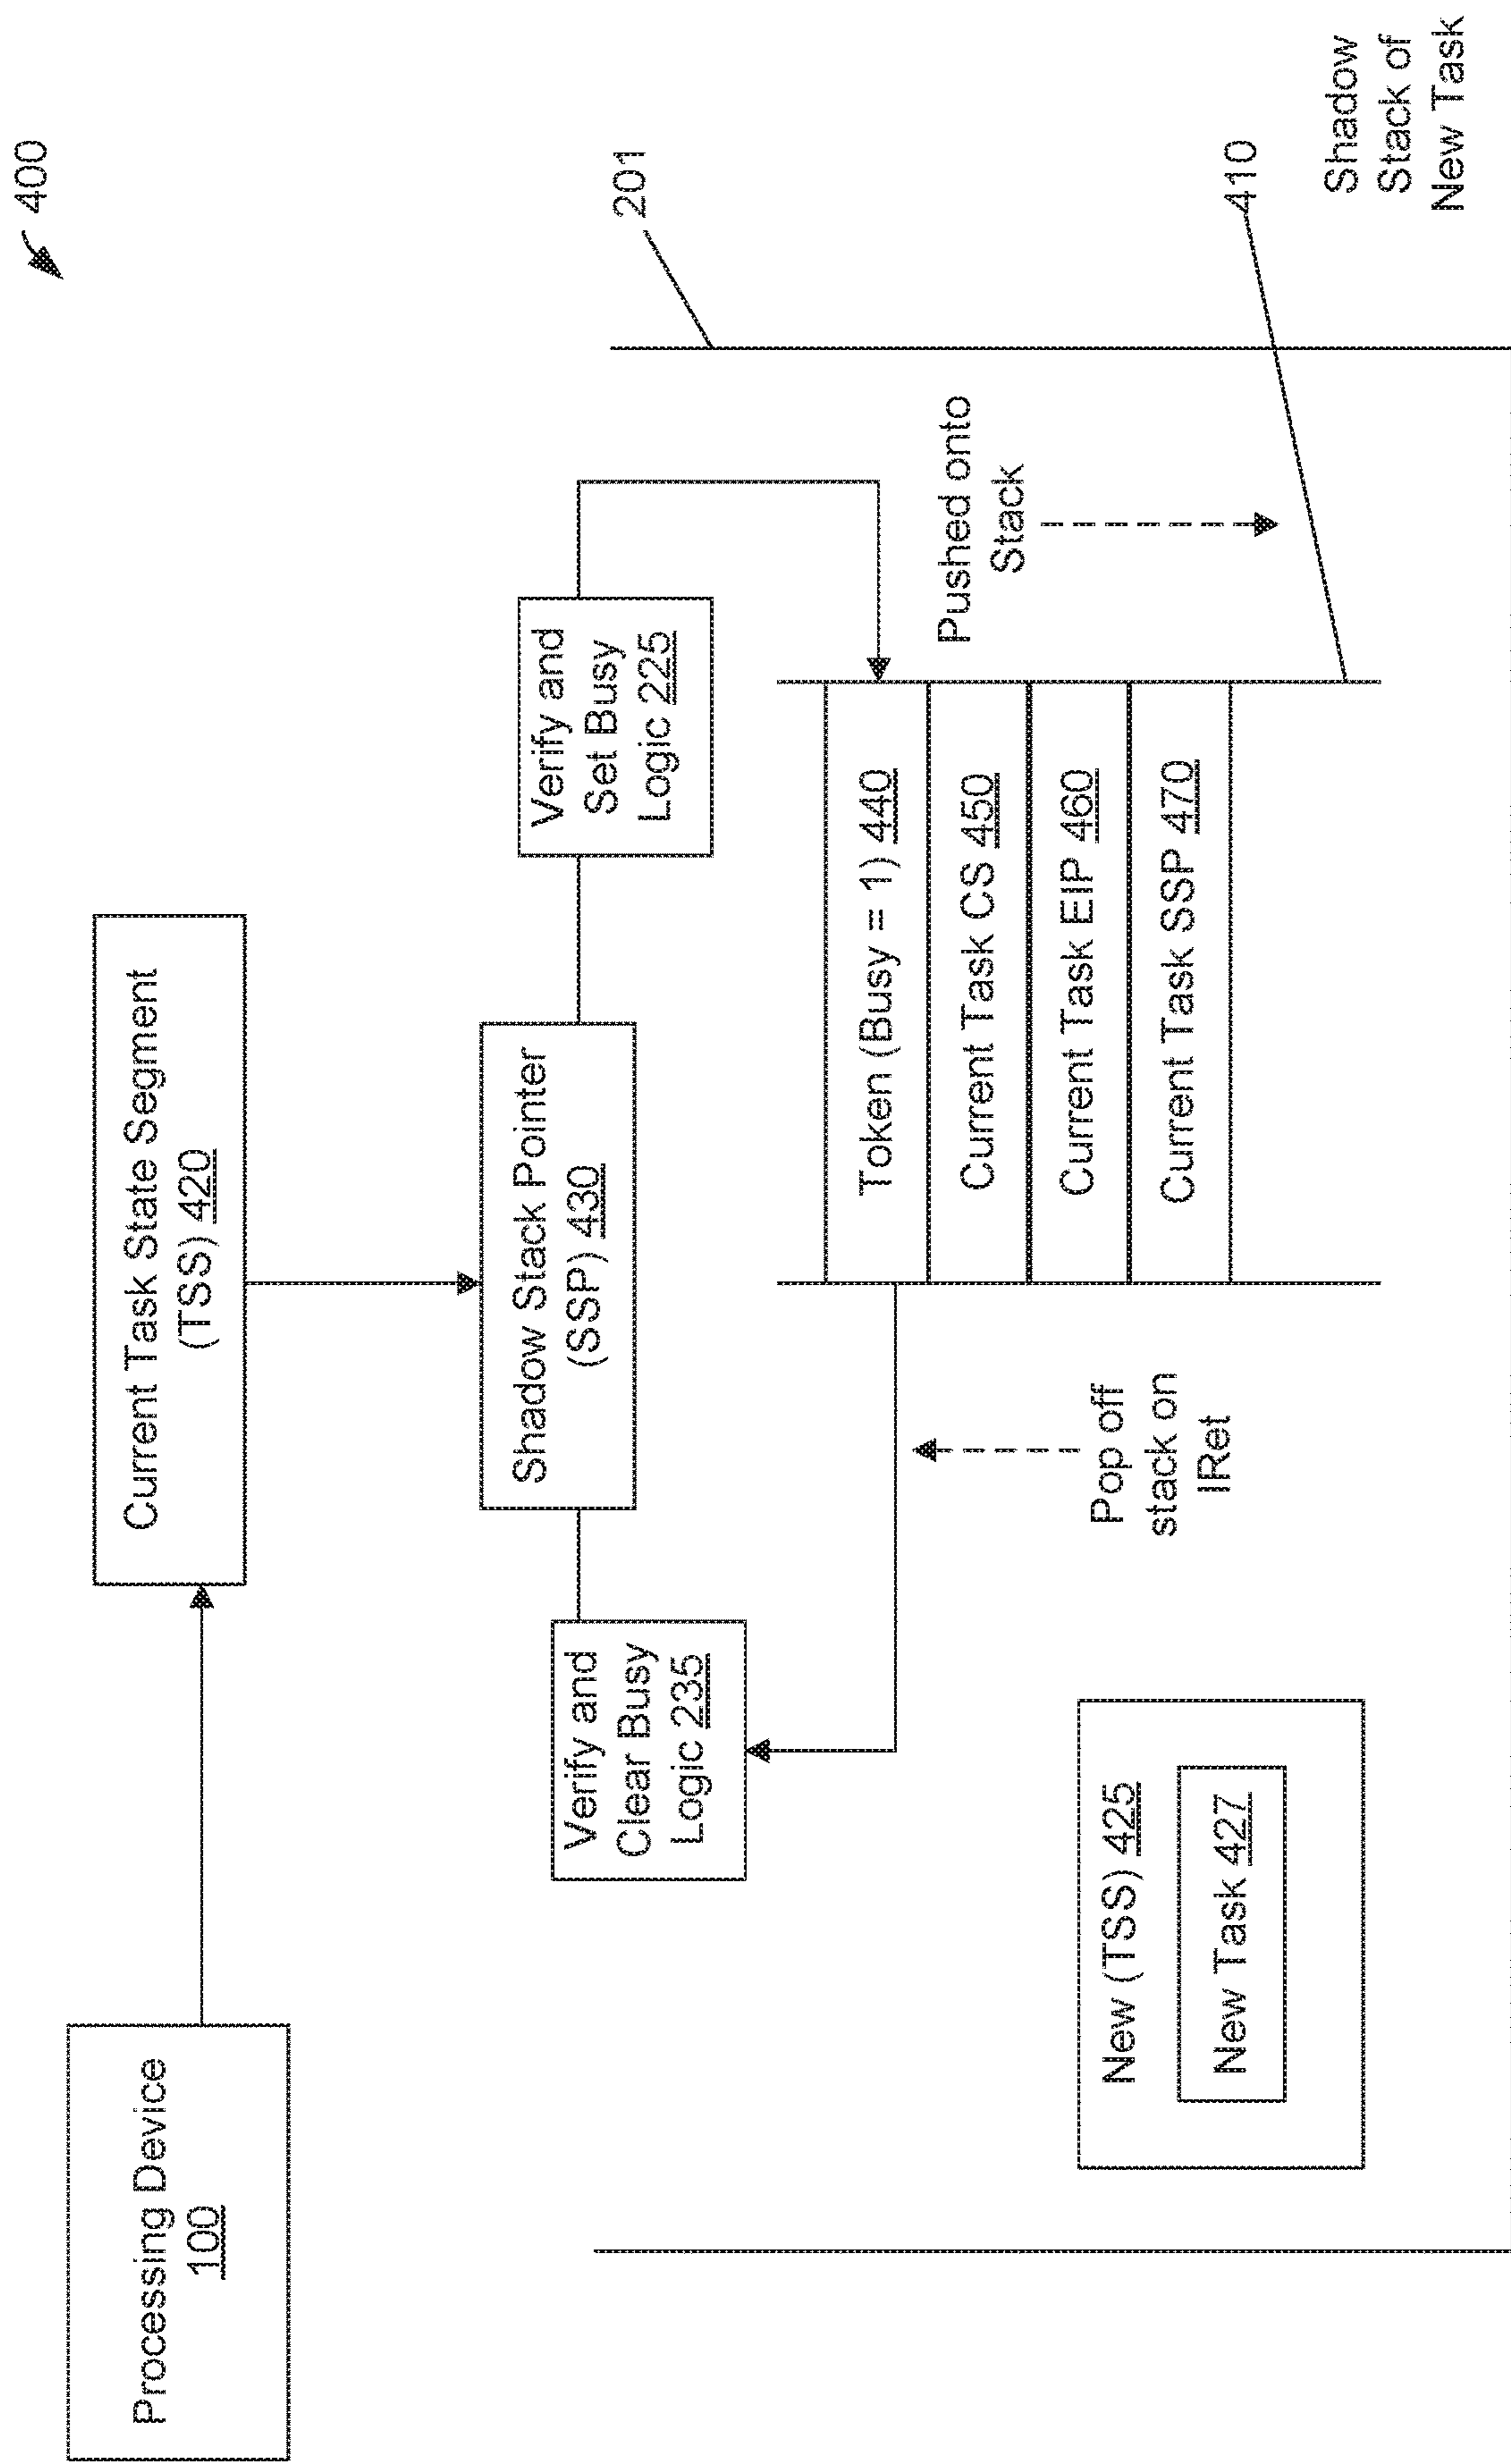 400
Processing Device
100
Current Task State Segment
(TSS) 420
Shadow Stack Pointer
(SSP) 430
Verify and
Clear Busy
Logic 235
Verify and
Set Busy
Logic 225
201
Token (Busy = 1) 440
Current Task CS 450
Current Task EIP 460
Current Task SSP 470
Pushed onto
Stack
Pop off
stack on
IRet
New (TSS) 425
New Task 427
410
Shadow
Stack of
New Task